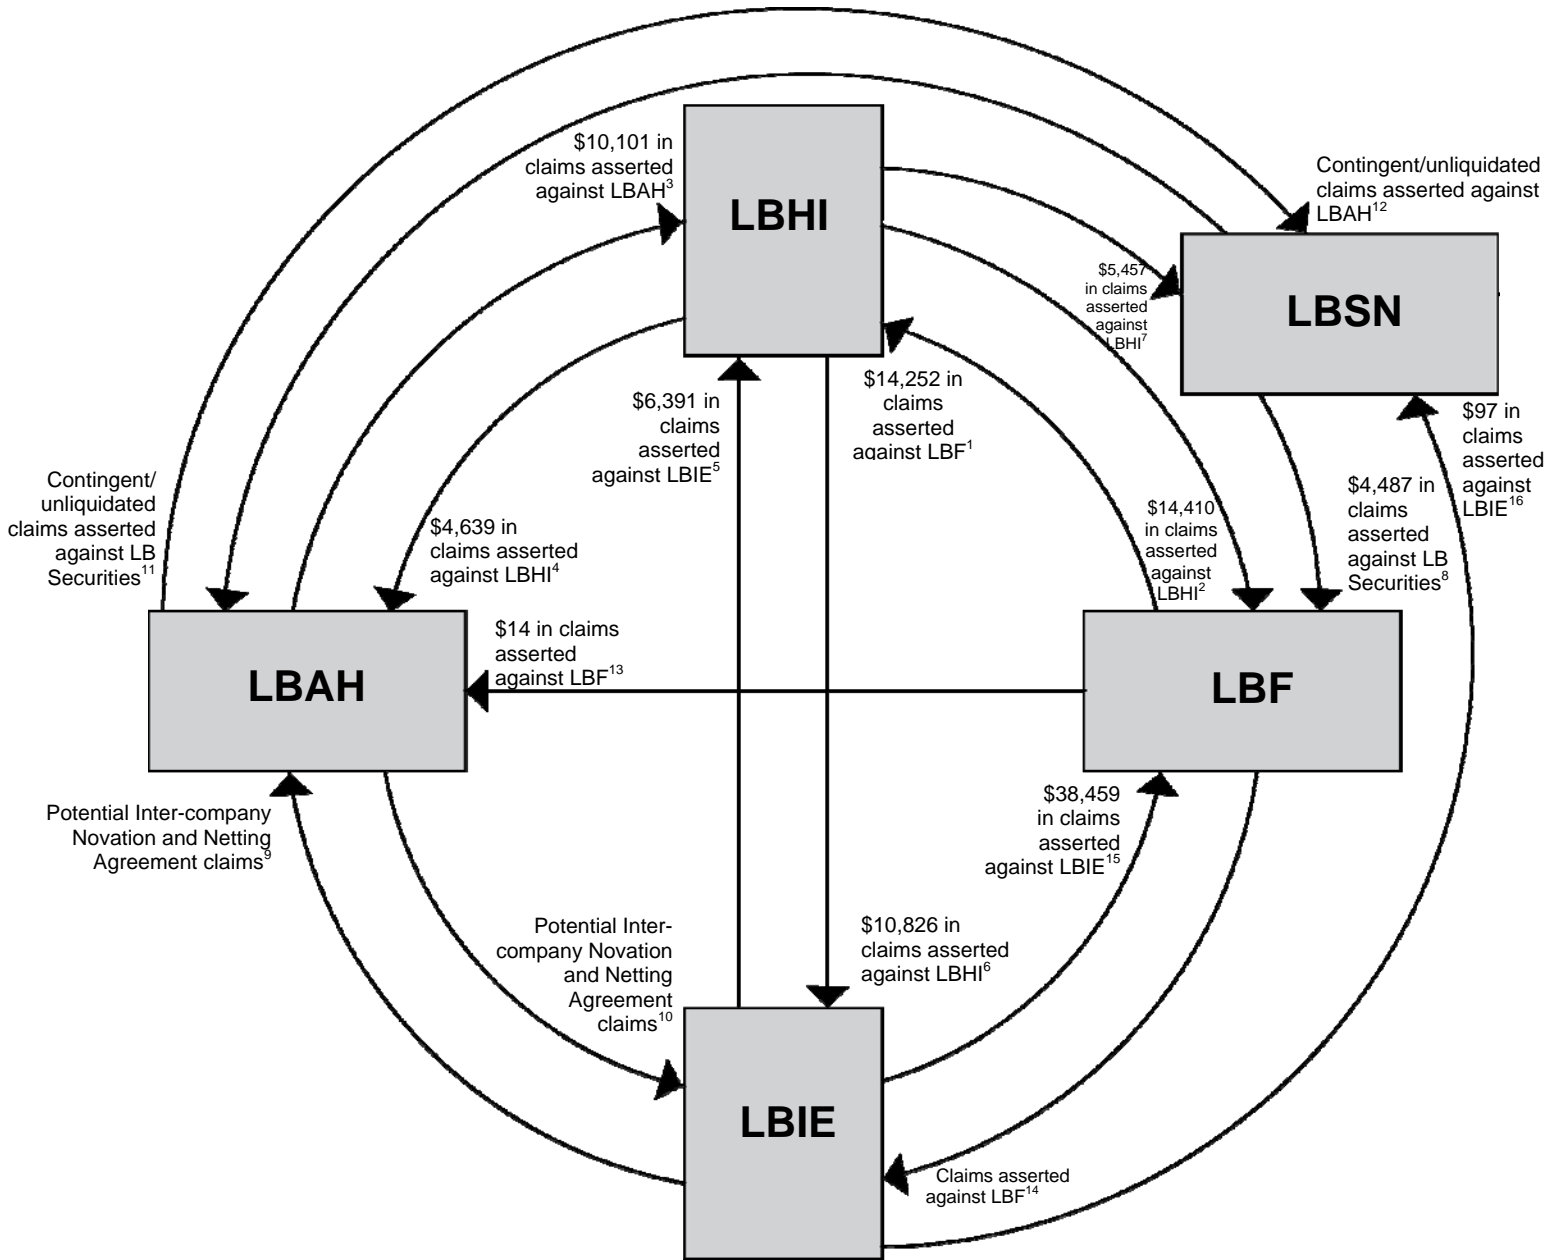 $10,101 in
claims asserted
against LBAH3
LBHI
Contingent/unliquidated
claims asserted against
LBAH12
$5,457
in claims
asserted
against
LBHI7
LBSN
$6,391 in
claims
asserted
against LBIE5
$14,252 in
claims
asserted
against LBF1
$97 in
claims
asserted
against
LBIE16
Contingent/
unliquidated
claims asserted
against LB
Securities11
$4,639 in
claims asserted
against LBHI4
$14,410
in claims
asserted
against
LBHI2
$4,487 in
claims
asserted
against LB
Securities8
LBAH
$14 in claims
asserted
against LBF13
LBF
Potential Inter-company
Novation and Netting
Agreement claims9
$38,459
in claims
asserted
against LBIE15
Potential Inter-
company Novation
and Netting
Agreement
claims10
$10,826 in
claims asserted
against LBHI6
LBIE
Claims asserted
against LBF14